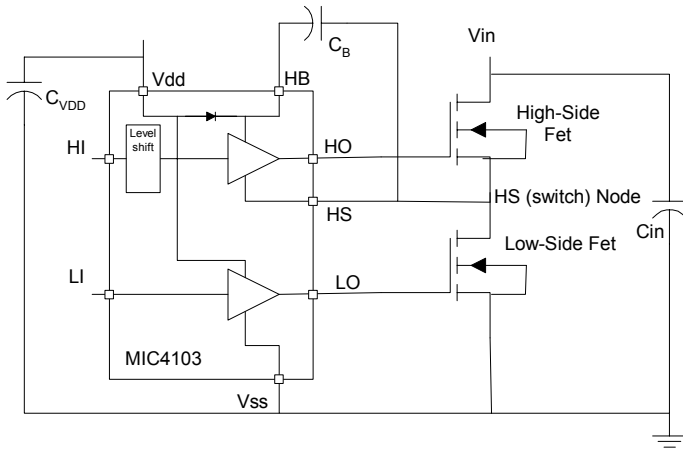 C_B
Vin
Vdd
HB
C_VDD
High-Side
Fet
Level
shift
HI
HO
HS
HS (switch) Node
Cin
Low-Side Fet
LI
LO
MIC4103
Vss